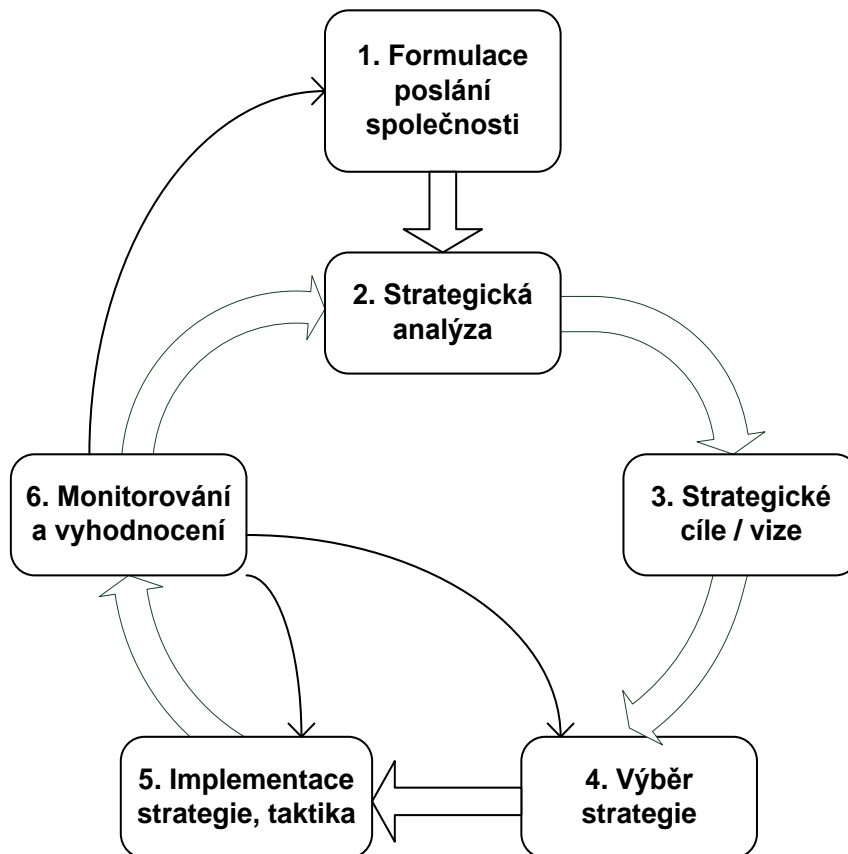 1. Formulace
poslání
společnosti
2. Strategická
analýza
3. Strategické
cíle / vize
4. Výběr
strategie
5. Implementace
strategie, taktika
6. Monitorování
a vyhodnocení